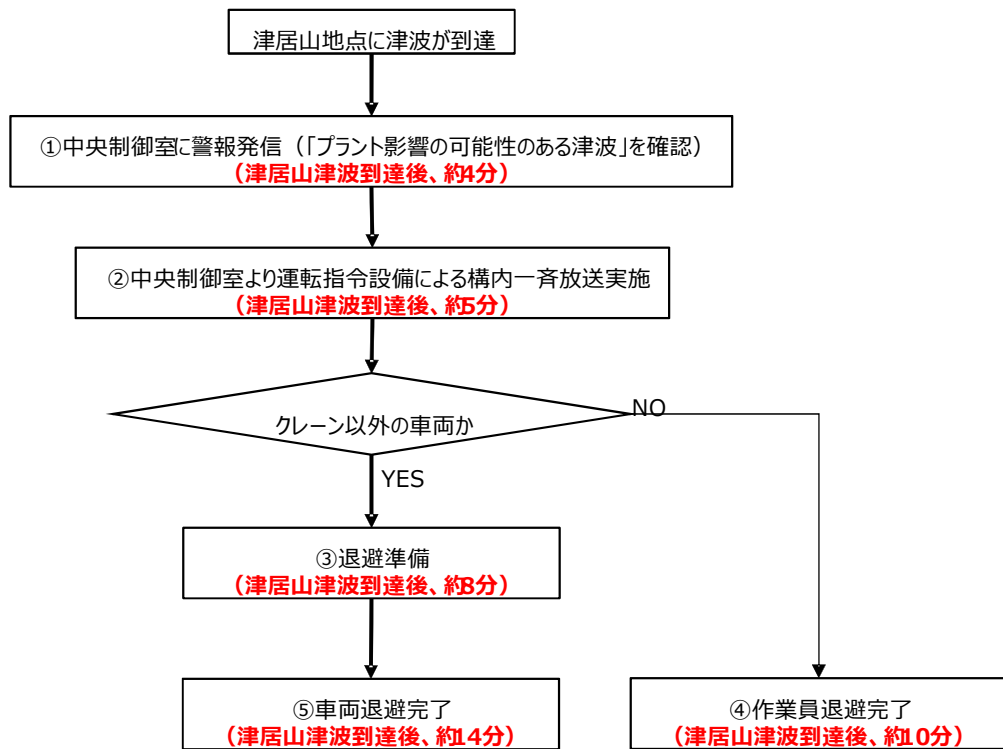 津居山地点に津波が到達
①中央制御室に警報発信（「プラント影響の可能性のある津波」を確認）
（津居山津波到達後、約4分）
②中央制御室より運転指令設備による構内一斉放送実施
（津居山津波到達後、約5分）
クレーン以外の車両か
NO
YES
③退避準備
（津居山津波到達後、約8分）
⑤車両退避完了
（津居山津波到達後、約14分）
④作業員退避完了
（津居山津波到達後、約10分）